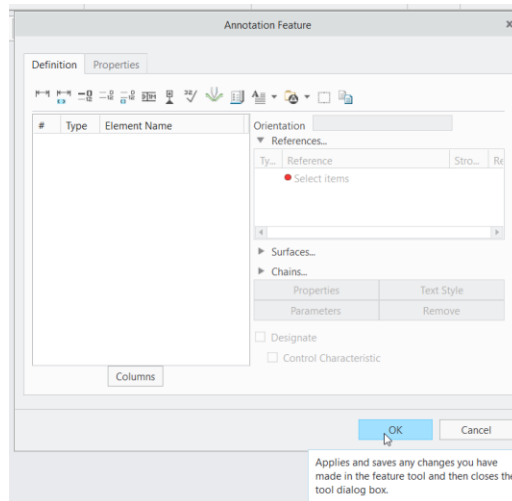 Annotation Feature
Definition Properties
# Type Element Name
Orientation
References...
Ty... Reference Stro... Re
Select items
Surfaces...
Chains...
Properties Text Style
Parameters Remove
Designate
Control Characteristic
Columns
OK Cancel
Applies and saves any changes you have
made in the feature tool and then closes the
tool dialog box.